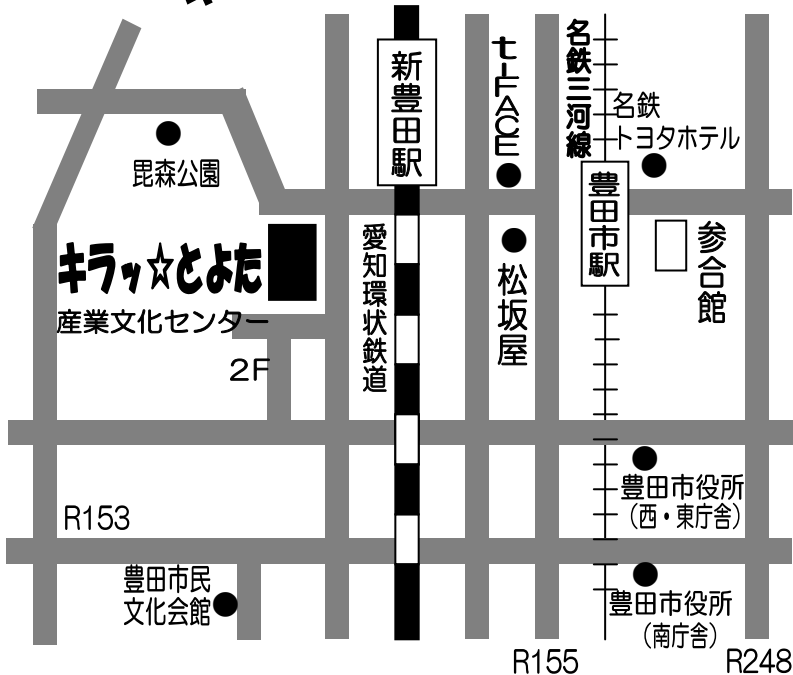 新豊田駅
t-FACE
名鉄三河線
名鉄
トヨタホテル
毘森公園
豊田市駅
参合館
キラッ☆とよた
産業文化センター
2F
愛知環状鉄道
松坂屋
豊田市役所
（西・東庁舎）
R153
豊田市民
文化会館
豊田市役所
（南庁舎）
R155
R248